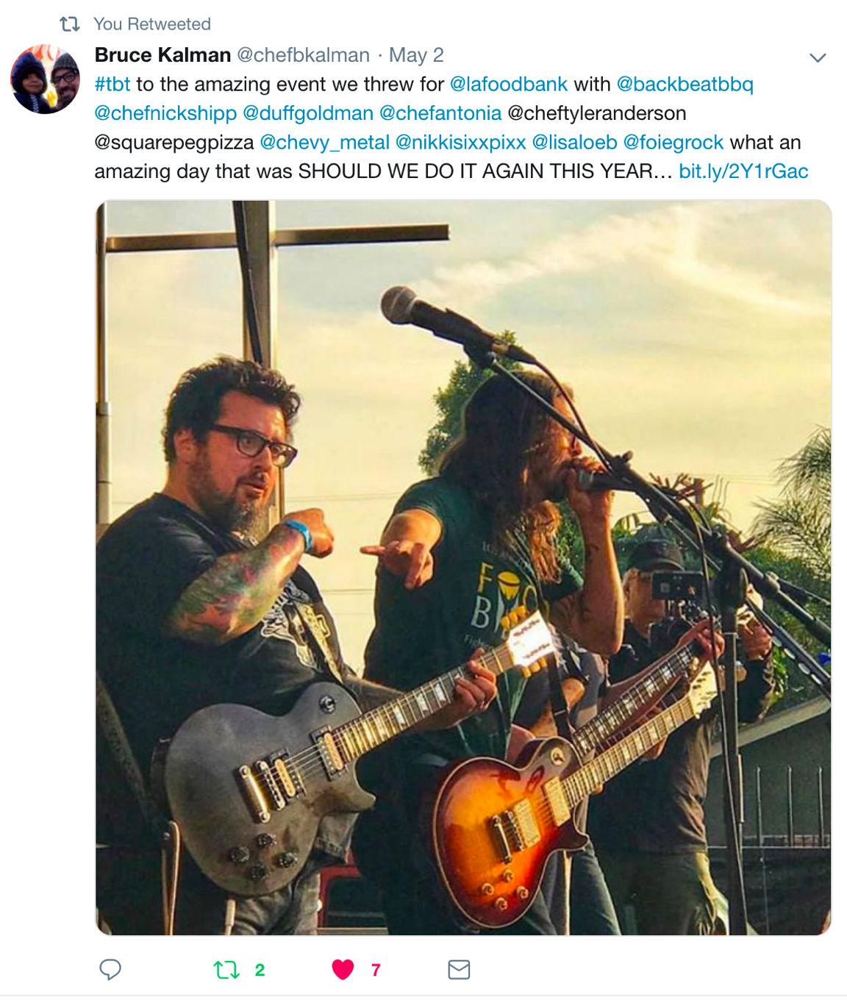 You Retweeted
Bruce Kalman @chefbkalman · May 2
#tbt to the amazing event we threw for @lafoodbank with @backbeatbbq
@chefnickshipp @duffgoldman @chefantonia @cheftyleranderson
@squarepegpizza @chevy_metal @nikkisixxpixx @lisaloeb @foiegrock what an
amazing day that was SHOULD WE DO IT AGAIN THIS YEAR... bit.ly/2Y1rGac
2 7